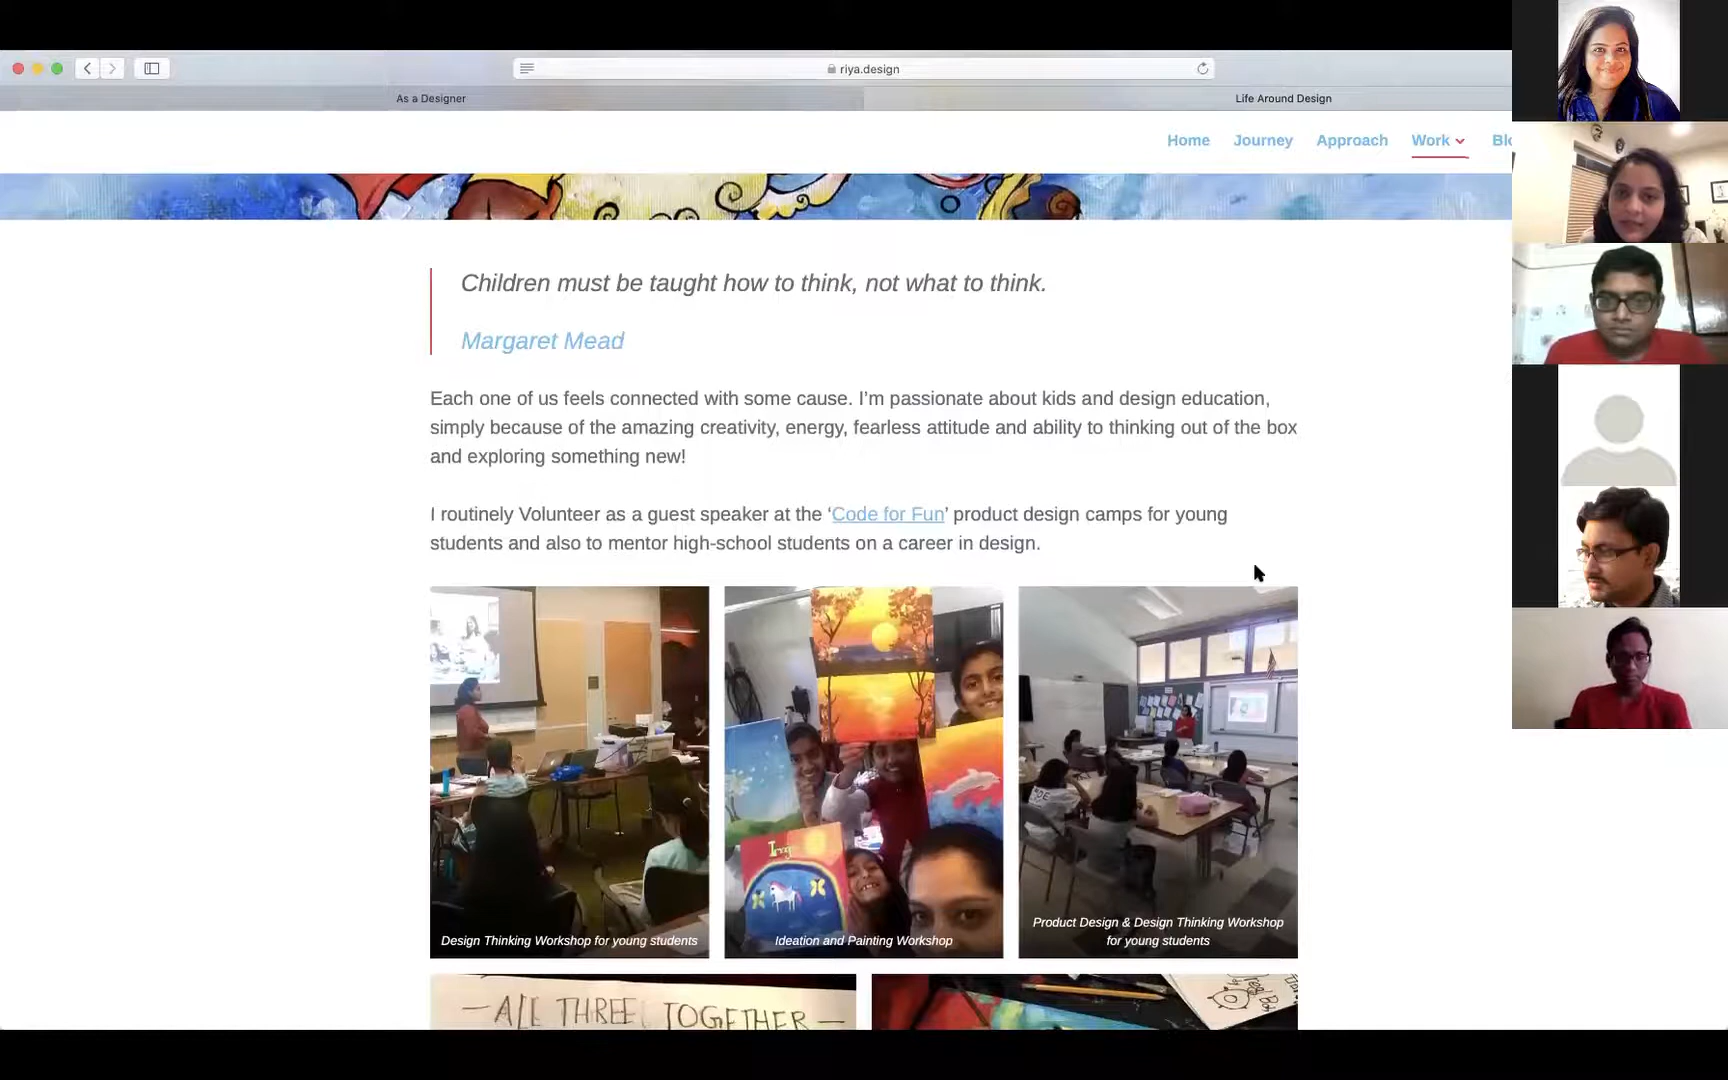 riya.design
As a Designer
Life Around Design
Home Journey Approach Work Blo
Children must be taught how to think, not what to think.
Margaret Mead
Each one of us feels connected with some cause. I’m passionate about kids and design education,
simply because of the amazing creativity, energy, fearless attitude and ability to thinking out of the box
and exploring something new!
I routinely Volunteer as a guest speaker at the ‘Code for Fun’ product design camps for young
students and also to mentor high-school students on a career in design.
Design Thinking Workshop for young students
Ideation and Painting Workshop
Product Design & Design Thinking Workshop
for young students
—ALL THREE TOGETHER—